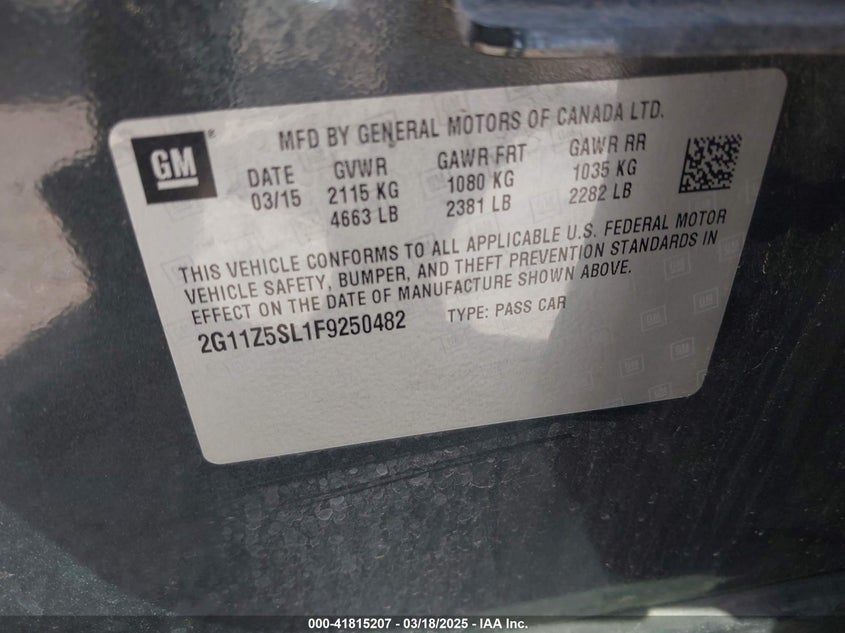 GM
®
MFD BY GENERAL MOTORS OF CANADA LTD.
DATE GVWR GAWR FRT GAWR RR
03/15 2115 KG 1080 KG 1035 KG
4663 LB 2381 LB 2282 LB
THIS VEHICLE CONFORMS TO ALL APPLICABLE U.S. FEDERAL MOTOR
VEHICLE SAFETY, BUMPER, AND THEFT PREVENTION STANDARDS IN
EFFECT ON THE DATE OF MANUFACTURE SHOWN ABOVE.
2G11Z5SL1F9250482 TYPE: PASS CAR
000-41815207 - 03/18/2025 - IAA Inc.